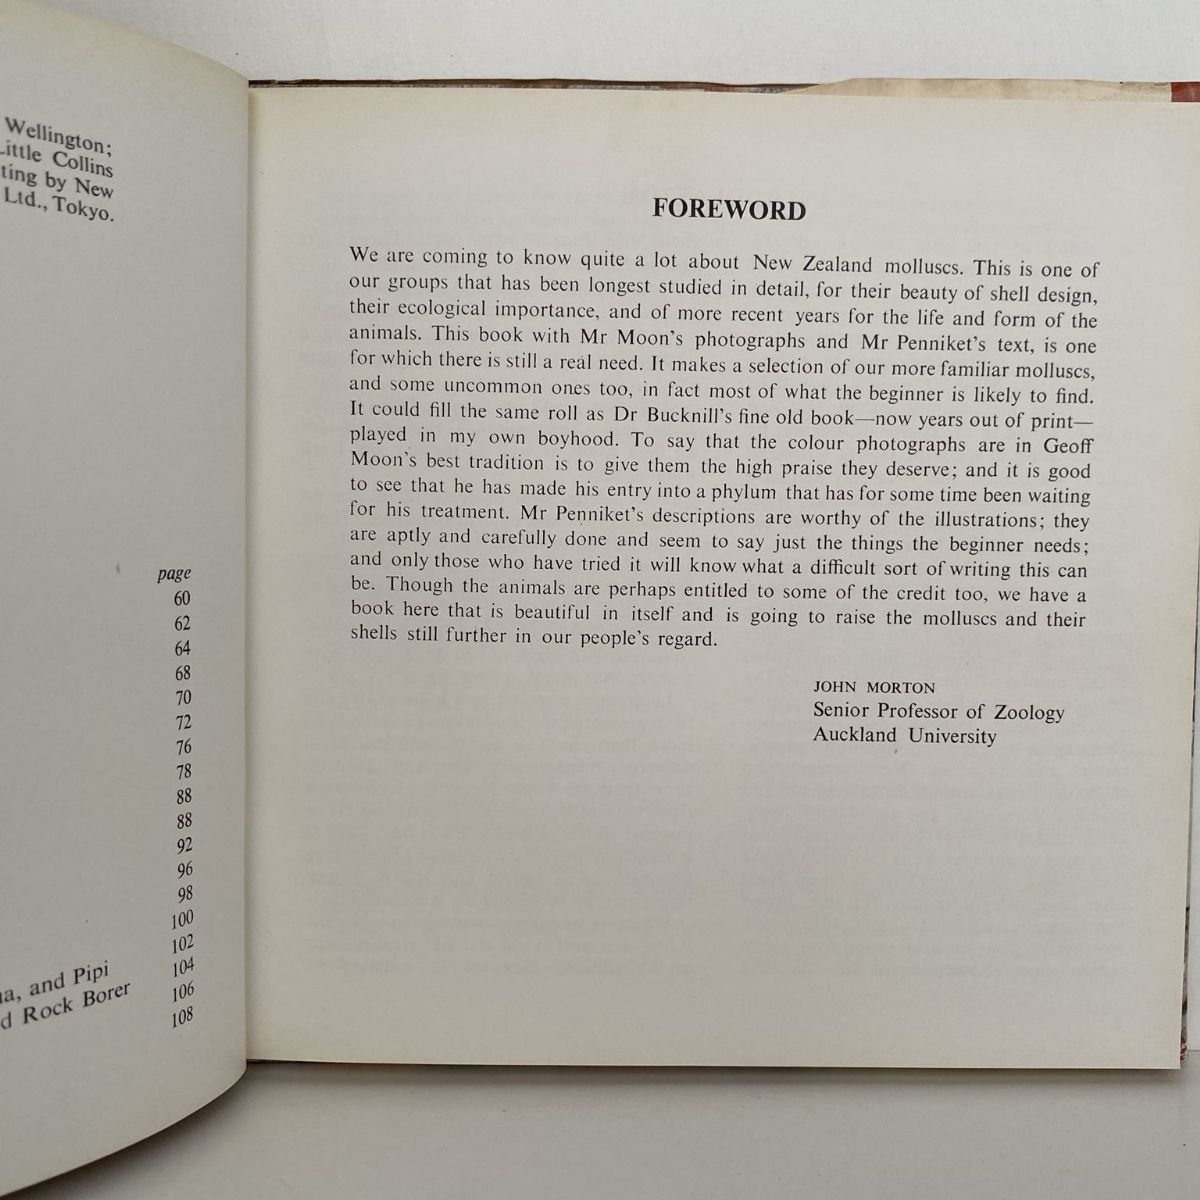 Wellington;
Little Collins
ting by New
Ltd., Tokyo.
page
60
62
64
68
70
72
76
78
88
88
92
96
98
100
102
104
and Pipi
106
Rock Borer
108
FOREWORD
We are coming to know quite a lot about New Zealand molluscs. This is one of
our groups that has been longest studied in detail, for their beauty of shell design,
their ecological importance, and of more recent years for the life and form of the
animals. This book with Mr Moon's photographs and Mr Penniket's text, is one
for which there is still a real need. It makes a selection of our more familiar molluscs,
and some uncommon ones too, in fact most of what the beginner is likely to find.
It could fill the same roll as Dr Bucknill's fine old book—now years out of print—
played in my own boyhood. To say that the colour photographs are in Geoff
Moon's best tradition is to give them the high praise they deserve; and it is good
to see that he has made his entry into a phylum that has for some time been waiting
for his treatment. Mr Penniket's descriptions are worthy of the illustrations; they
are aptly and carefully done and seem to say just the things the beginner needs;
and only those who have tried it will know what a difficult sort of writing this can
be. Though the animals are perhaps entitled to some of the credit too, we have a
book here that is beautiful in itself and is going to raise the molluscs and their
shells still further in our people's regard.
JOHN MORTON
Senior Professor of Zoology
Auckland University